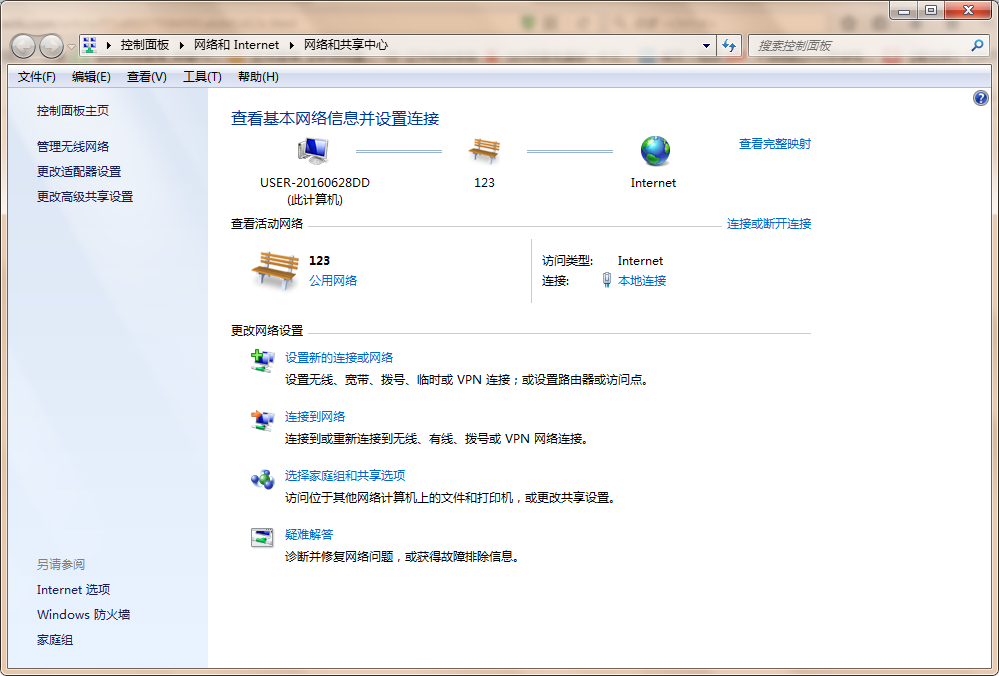 控制面板 ▸ 网络和 Internet ▸ 网络和共享中心
搜索控制面板
文件(F) 编辑(E) 查看(V) 工具(T) 帮助(H)
控制面板主页
管理无线网络
更改适配器设置
更改高级共享设置
查看基本网络信息并设置连接
查看完整映射
USER-20160628DD
(此计算机)
123
Internet
查看活动网络
连接或断开连接
123
公用网络
访问类型: Internet
连接: 本地连接
更改网络设置
设置新的连接或网络
设置无线、宽带、拨号、临时或 VPN 连接；或设置路由器或访问点。
连接到网络
连接到或重新连接到无线、有线、拨号或 VPN 网络连接。
选择家庭组和共享选项
访问位于其他网络计算机上的文件和打印机，或更改共享设置。
疑难解答
诊断并修复网络问题，或获得故障排除信息。
另请参阅
Internet 选项
Windows 防火墙
家庭组